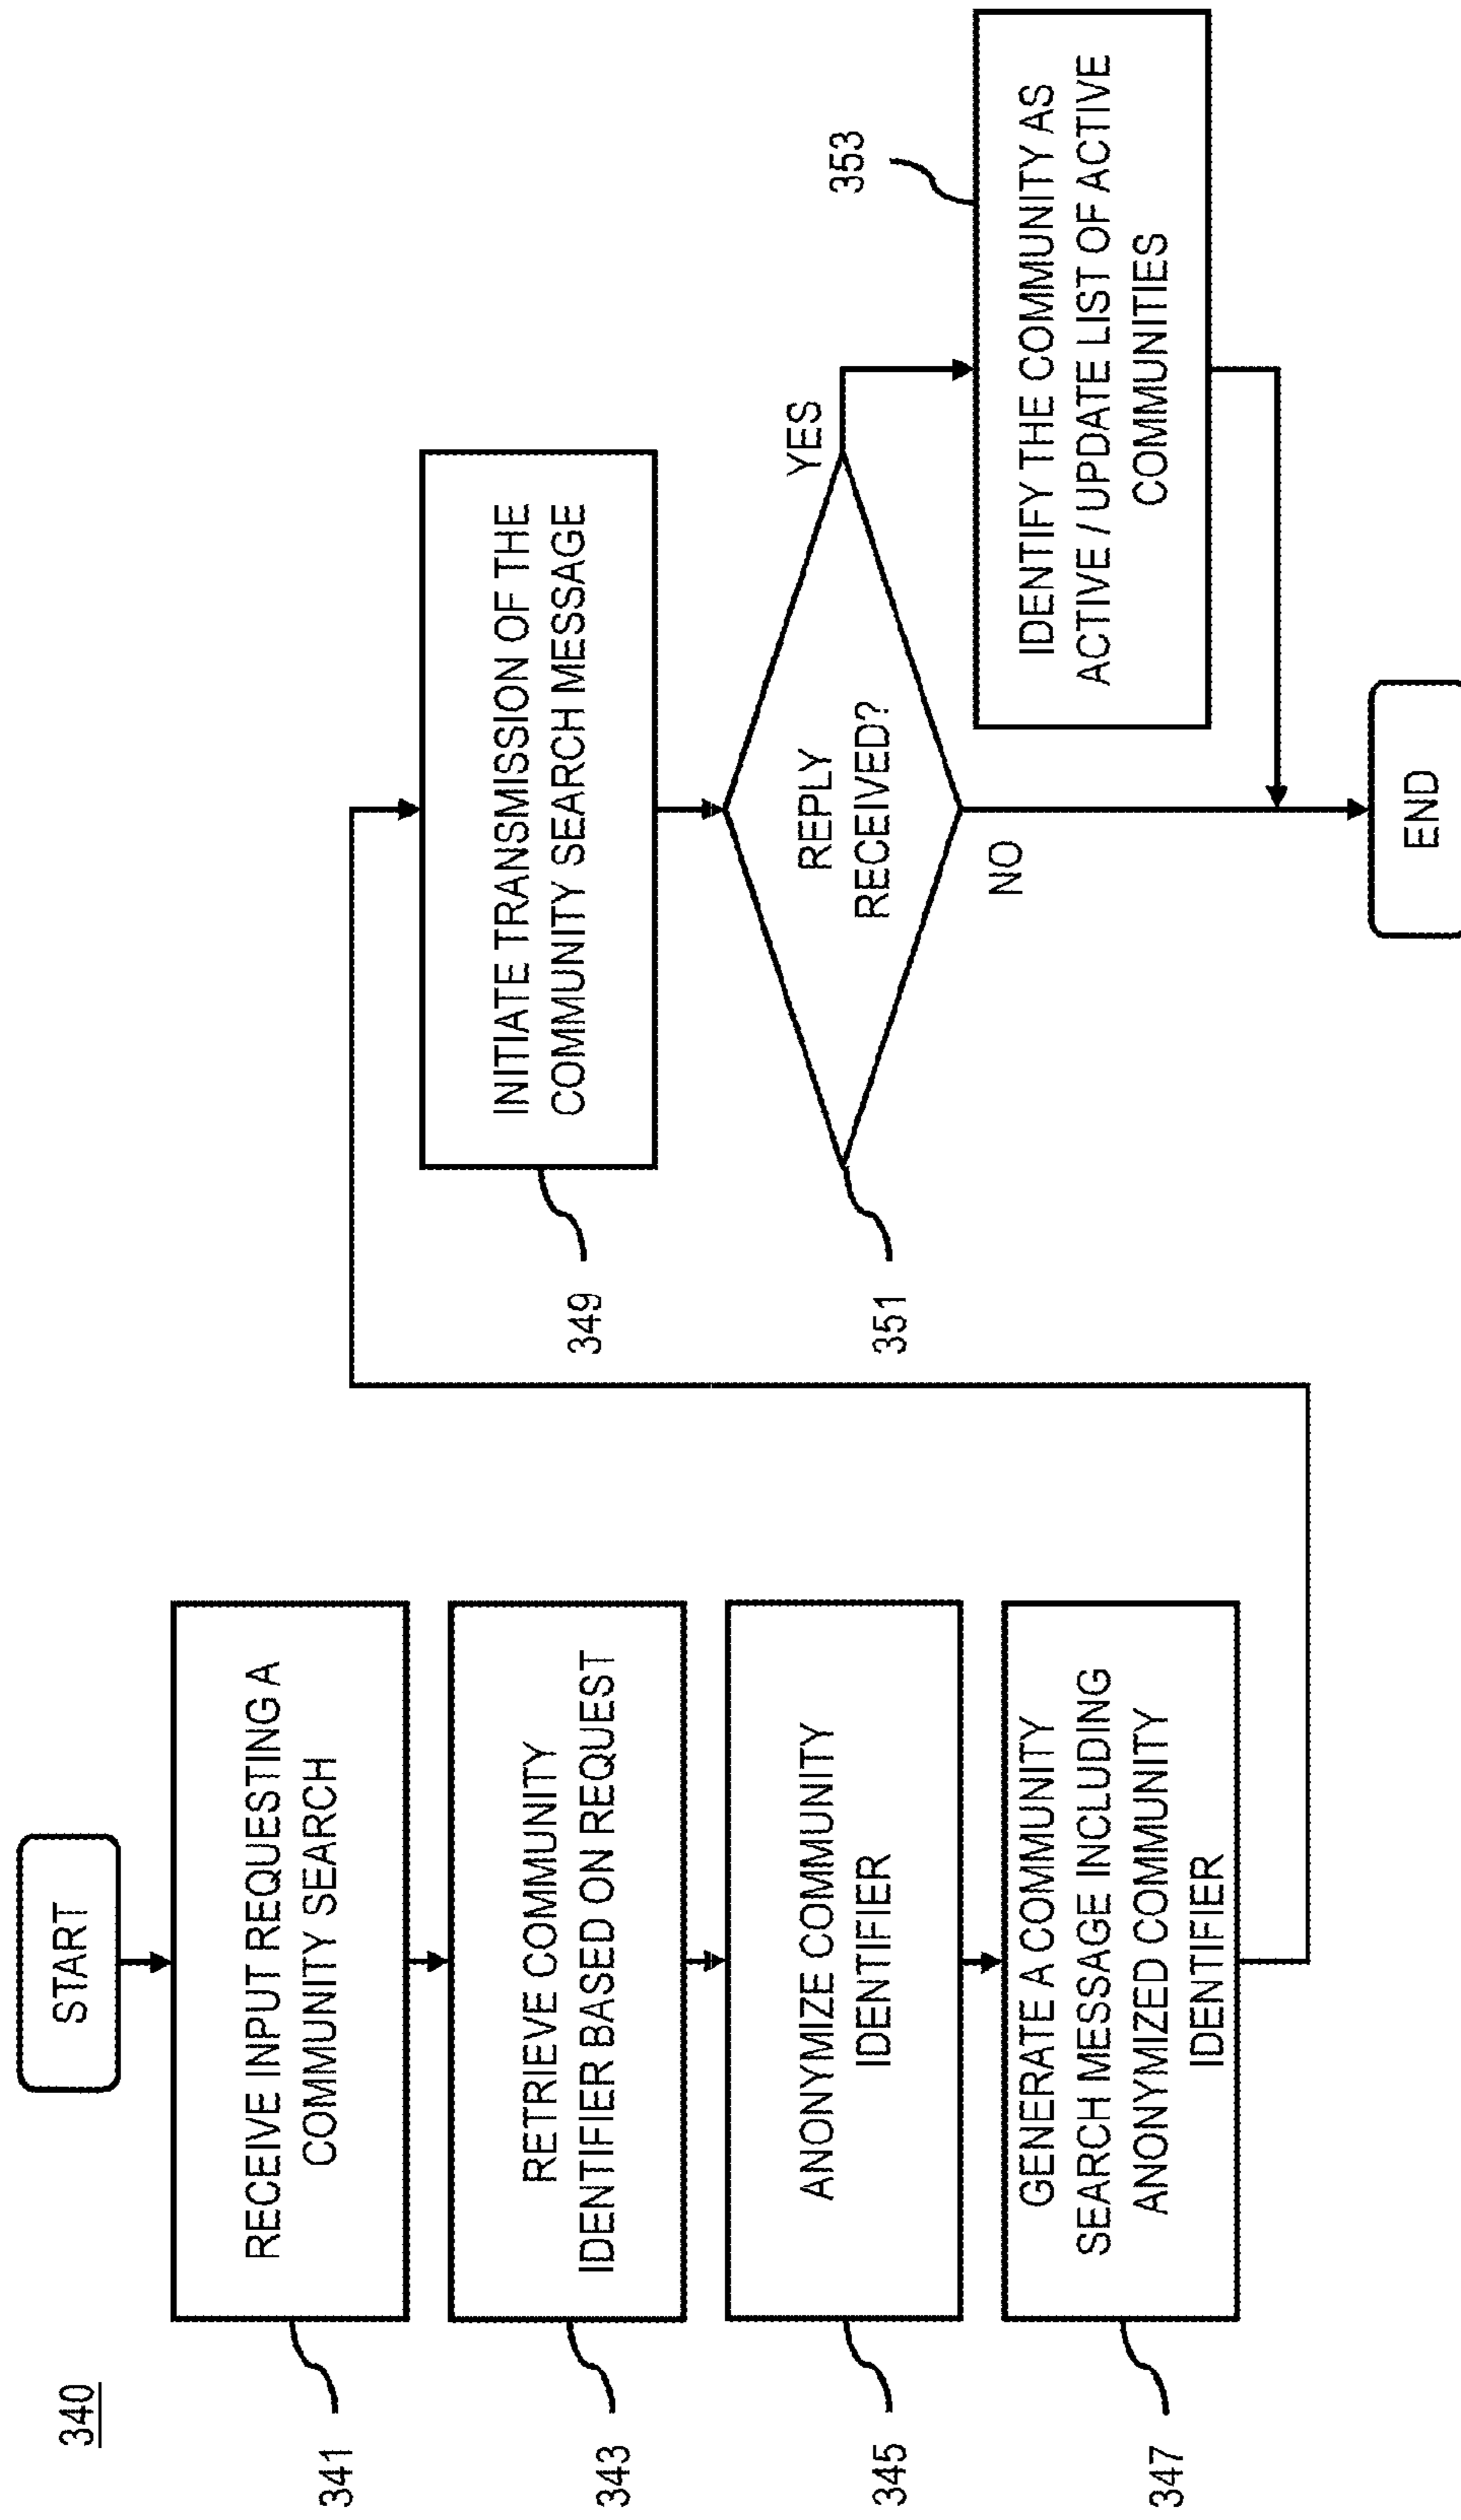 340
START
341
RECEIVE INPUT REQUESTING A
COMMUNITY SEARCH
343
RETRIEVE COMMUNITY
IDENTIFIER BASED ON REQUEST
345
ANONYMIZE COMMUNITY
IDENTIFIER
347
GENERATE A COMMUNITY
SEARCH MESSAGE INCLUDING
ANONYMIZED COMMUNITY
IDENTIFIER
349
INITIATE TRANSMISSION OF THE
COMMUNITY SEARCH MESSAGE
351
REPLY
RECEIVED?
YES
NO
353
IDENTIFY THE COMMUNITY AS
ACTIVE / UPDATE LIST OF ACTIVE
COMMUNITIES
END